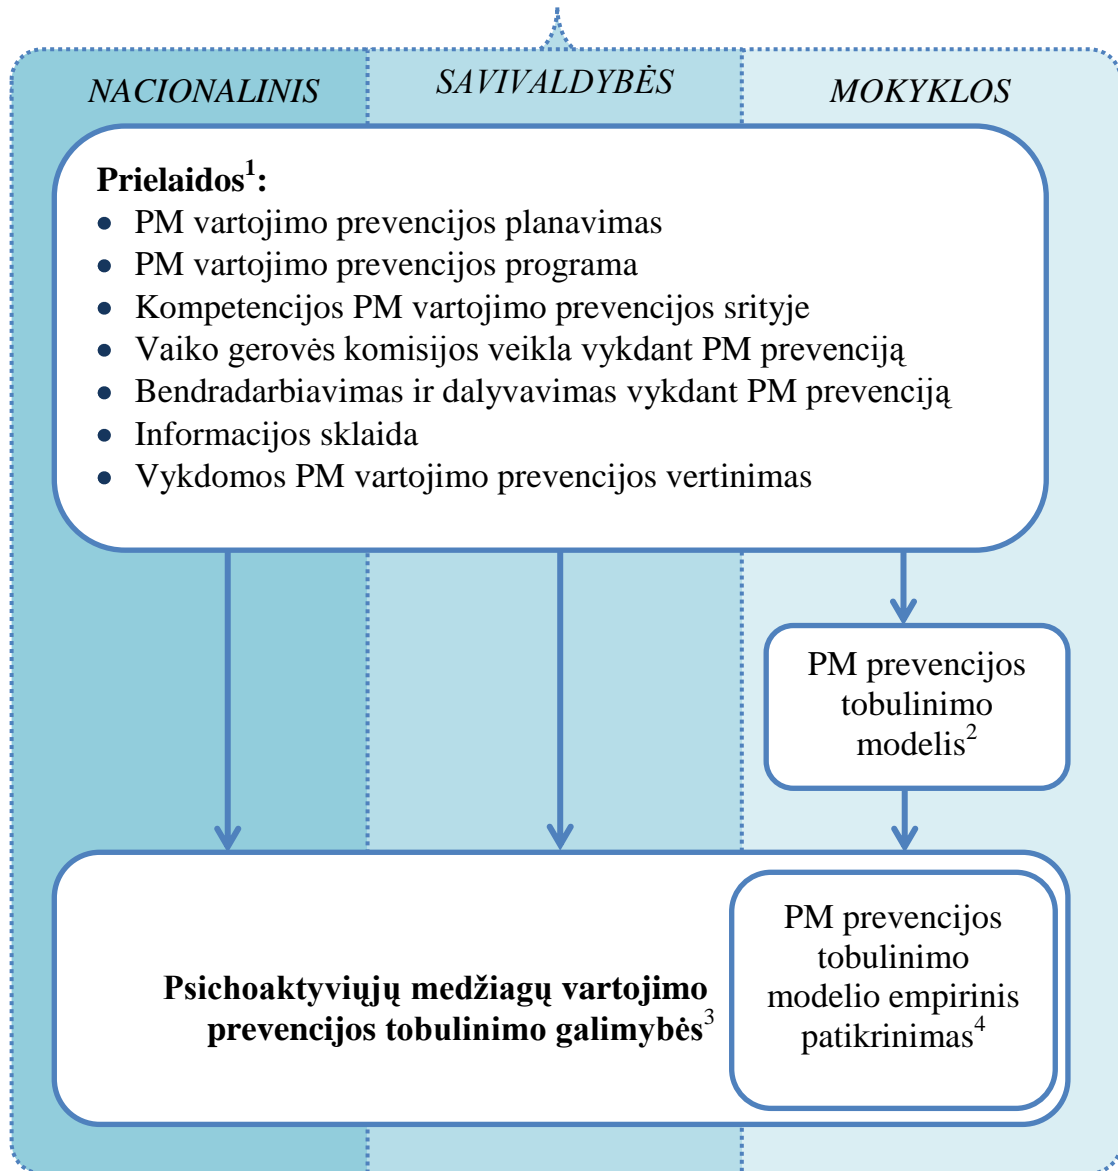 NACIONALINIS
SAVIVALDYBĖS
MOKYKLOS
Prielaidos¹:
• PM vartojimo prevencijos planavimas
• PM vartojimo prevencijos programa
• Kompetencijos PM vartojimo prevencijos srityje
• Vaiko gerovės komisijos veikla vykdant PM prevenciją
• Bendradarbiavimas ir dalyvavimas vykdant PM prevenciją
• Informacijos sklaida
• Vykdomos PM vartojimo prevencijos vertinimas
PM prevencijos
tobulinimo
modelis²
Psichoaktyviųjų medžiagų vartojimo
prevencijos tobulinimo galimybės³
PM prevencijos
tobulinimo
modelio empirinis
patikrinimas⁴